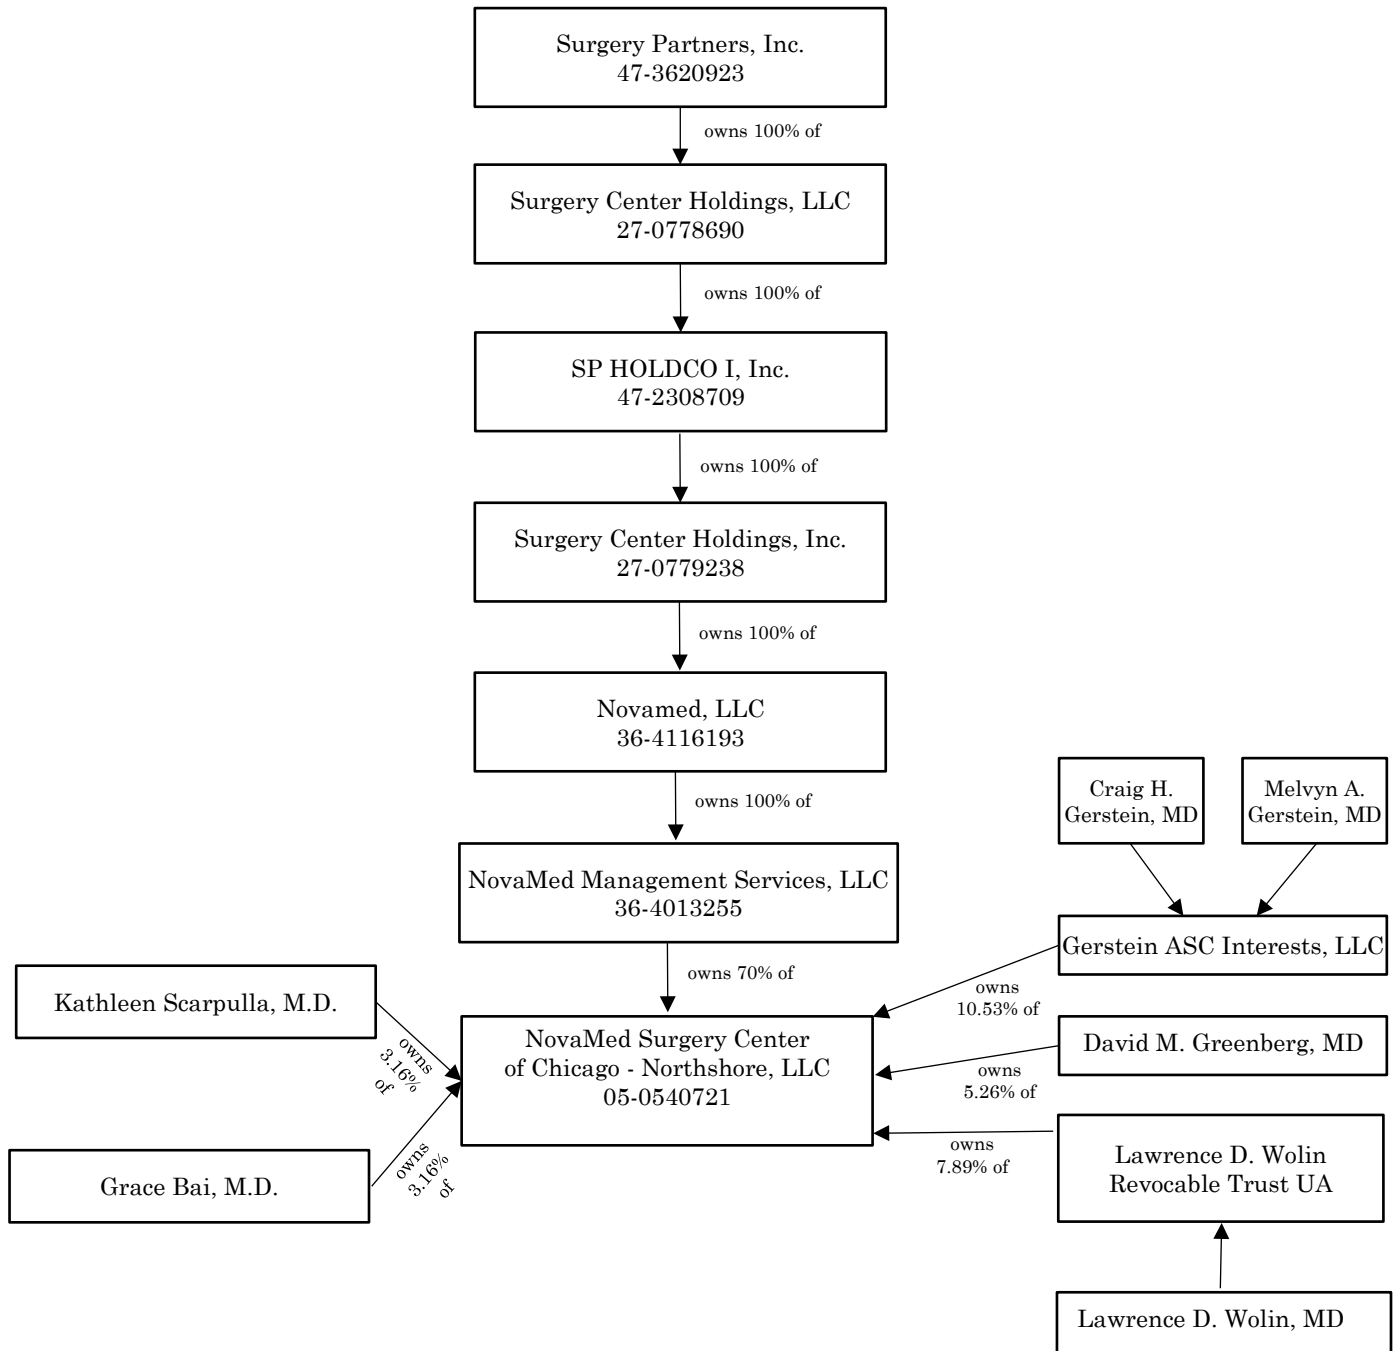 Surgery Partners, Inc.
47-3620923
owns 100% of
Surgery Center Holdings, LLC
27-0778690
owns 100% of
SP HOLDCO I, Inc.
47-2308709
owns 100% of
Surgery Center Holdings, Inc.
27-0779238
owns 100% of
Novamed, LLC
36-4116193
owns 100% of
Craig H.
Gerstein, MD
Melvyn A.
Gerstein, MD
NovaMed Management Services, LLC
36-4013255
owns 70% of
Gerstein ASC Interests, LLC
owns
10.53% of
Kathleen Scarpulla, M.D.
owns
3.16%
of
NovaMed Surgery Center
of Chicago - Northshore, LLC
05-0540721
David M. Greenberg, MD
owns
5.26% of
Grace Bai, M.D.
owns
3.16%
of
owns
7.89% of
Lawrence D. Wolin
Revocable Trust UA
Lawrence D. Wolin, MD